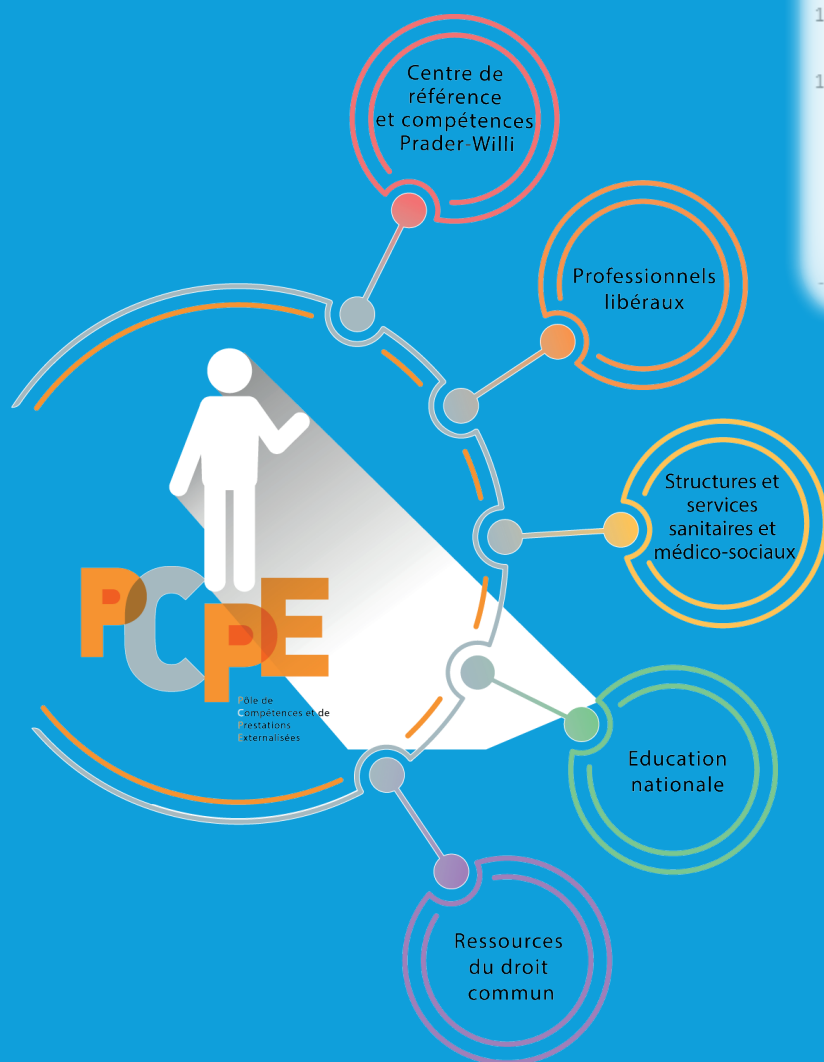 Centre de
référence
et compétences
Prader-Willi
Professionnels
libéraux
Structures et
services
sanitaires et
médico-sociaux
PCPE
Pôle de
Compétences et de
Prestations
Externalisées
Education
nationale
Ressources
du droit
commun